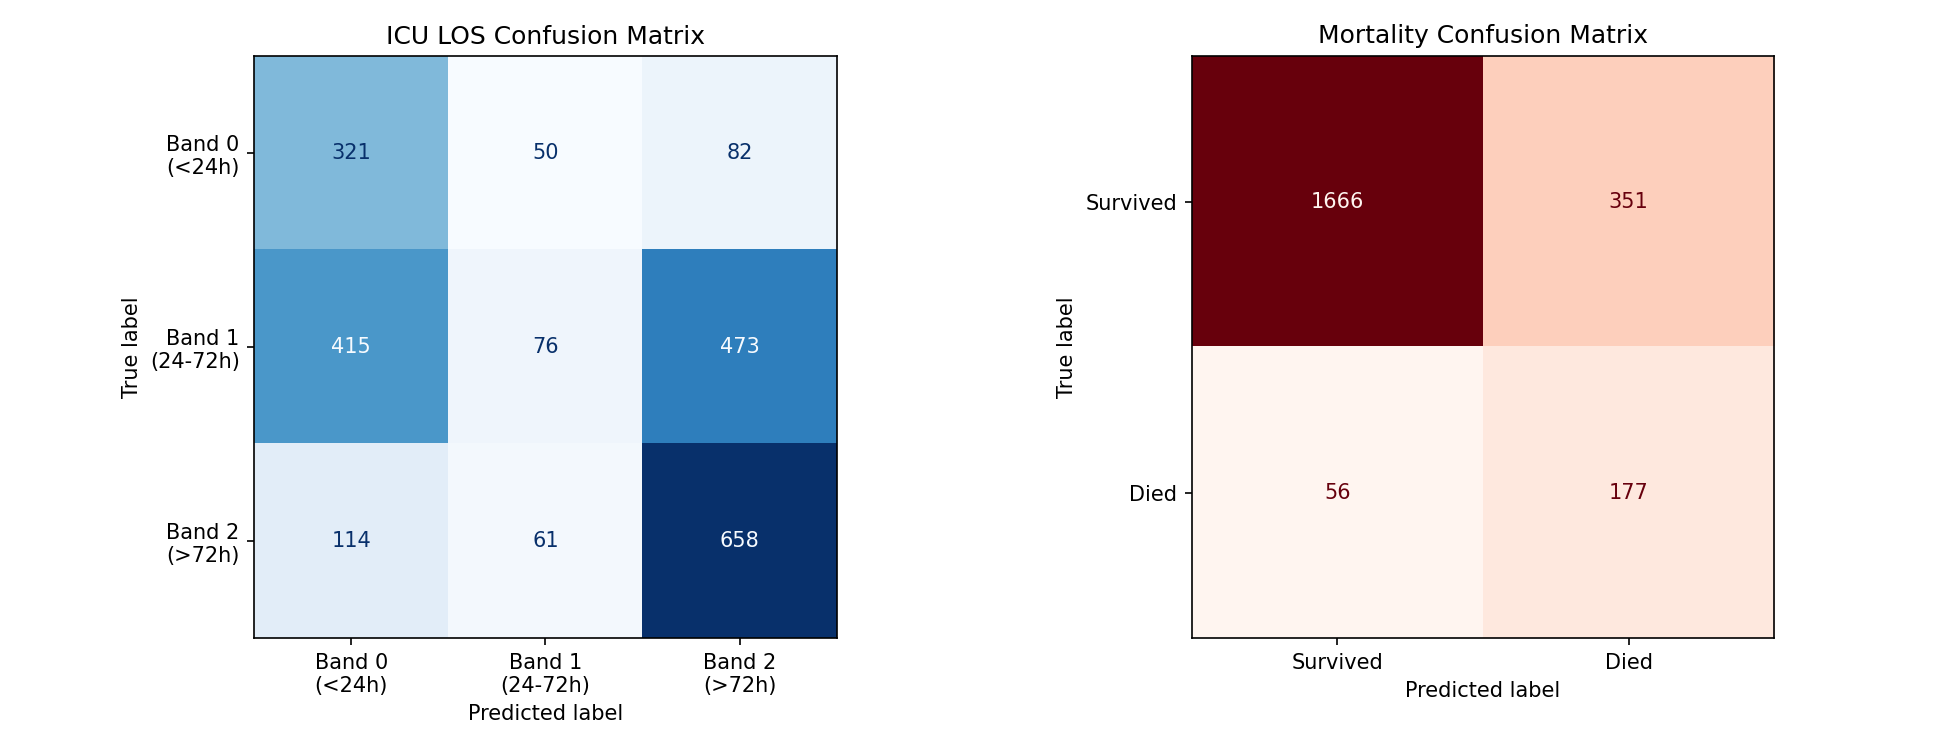 ICU LOS Confusion Matrix
True label
Band 0
(<24h)
321 50 82
Band 1
(24-72h)
415 76 473
Band 2
(>72h)
114 61 658
Band 0 Band 1 Band 2
(<24h) (24-72h) (>72h)
Predicted label
Mortality Confusion Matrix
True label
Survived 1666 351
Died 56 177
Survived Died
Predicted label